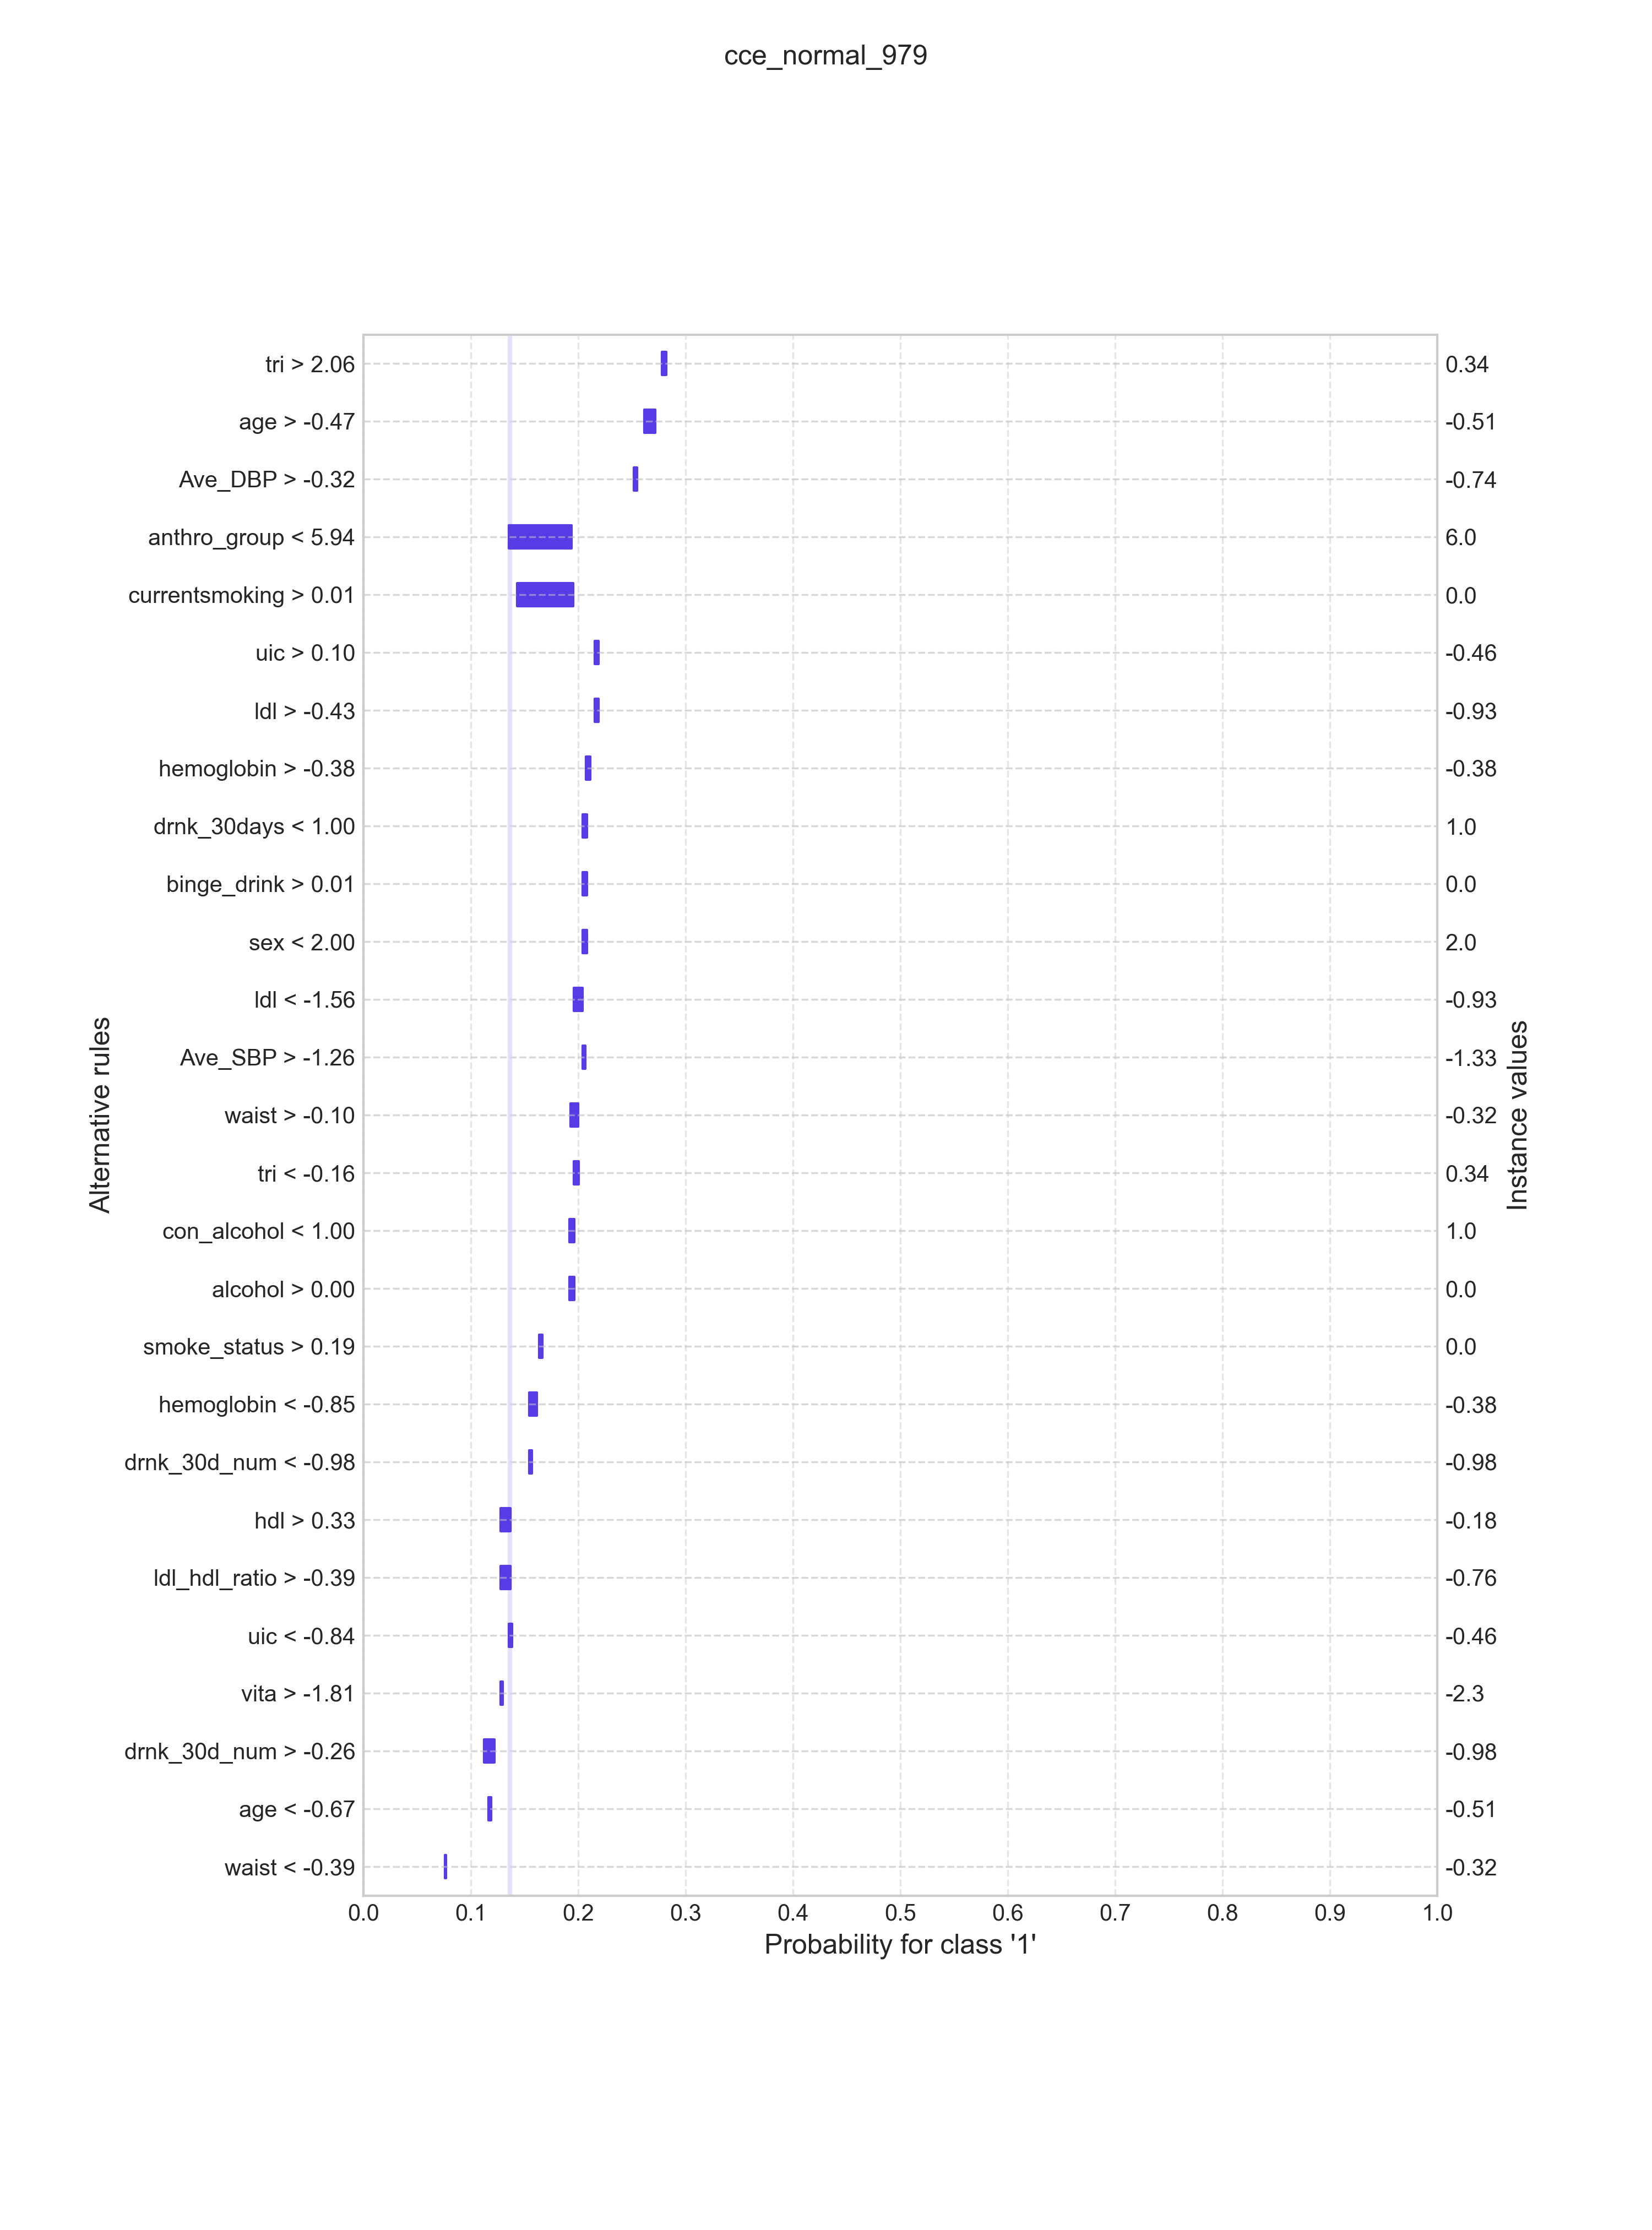 cce_normal_979
tri > 2.06 0.34
age > -0.47 -0.51
Ave_DBP > -0.32 -0.74
anthro_group < 5.94 6.0
currentsmoking > 0.01 0.0
uic > 0.10 -0.46
ldl > -0.43 -0.93
hemoglobin > -0.38 -0.38
drnk_30days < 1.00 1.0
binge_drink > 0.01 0.0
sex < 2.00 2.0
ldl < -1.56 -0.93
Ave_SBP > -1.26 -1.33
waist > -0.10 -0.32
tri < -0.16 0.34
con_alcohol < 1.00 1.0
alcohol > 0.00 0.0
smoke_status > 0.19 0.0
hemoglobin < -0.85 -0.38
drnk_30d_num < -0.98 -0.98
hdl > 0.33 -0.18
ldl_hdl_ratio > -0.39 -0.76
uic < -0.84 -0.46
vita > -1.81 -2.3
drnk_30d_num > -0.26 -0.98
age < -0.67 -0.51
waist < -0.39 -0.32
Alternative rules
Instance values
0.0 0.1 0.2 0.3 0.4 0.5 0.6 0.7 0.8 0.9 1.0
Probability for class '1'